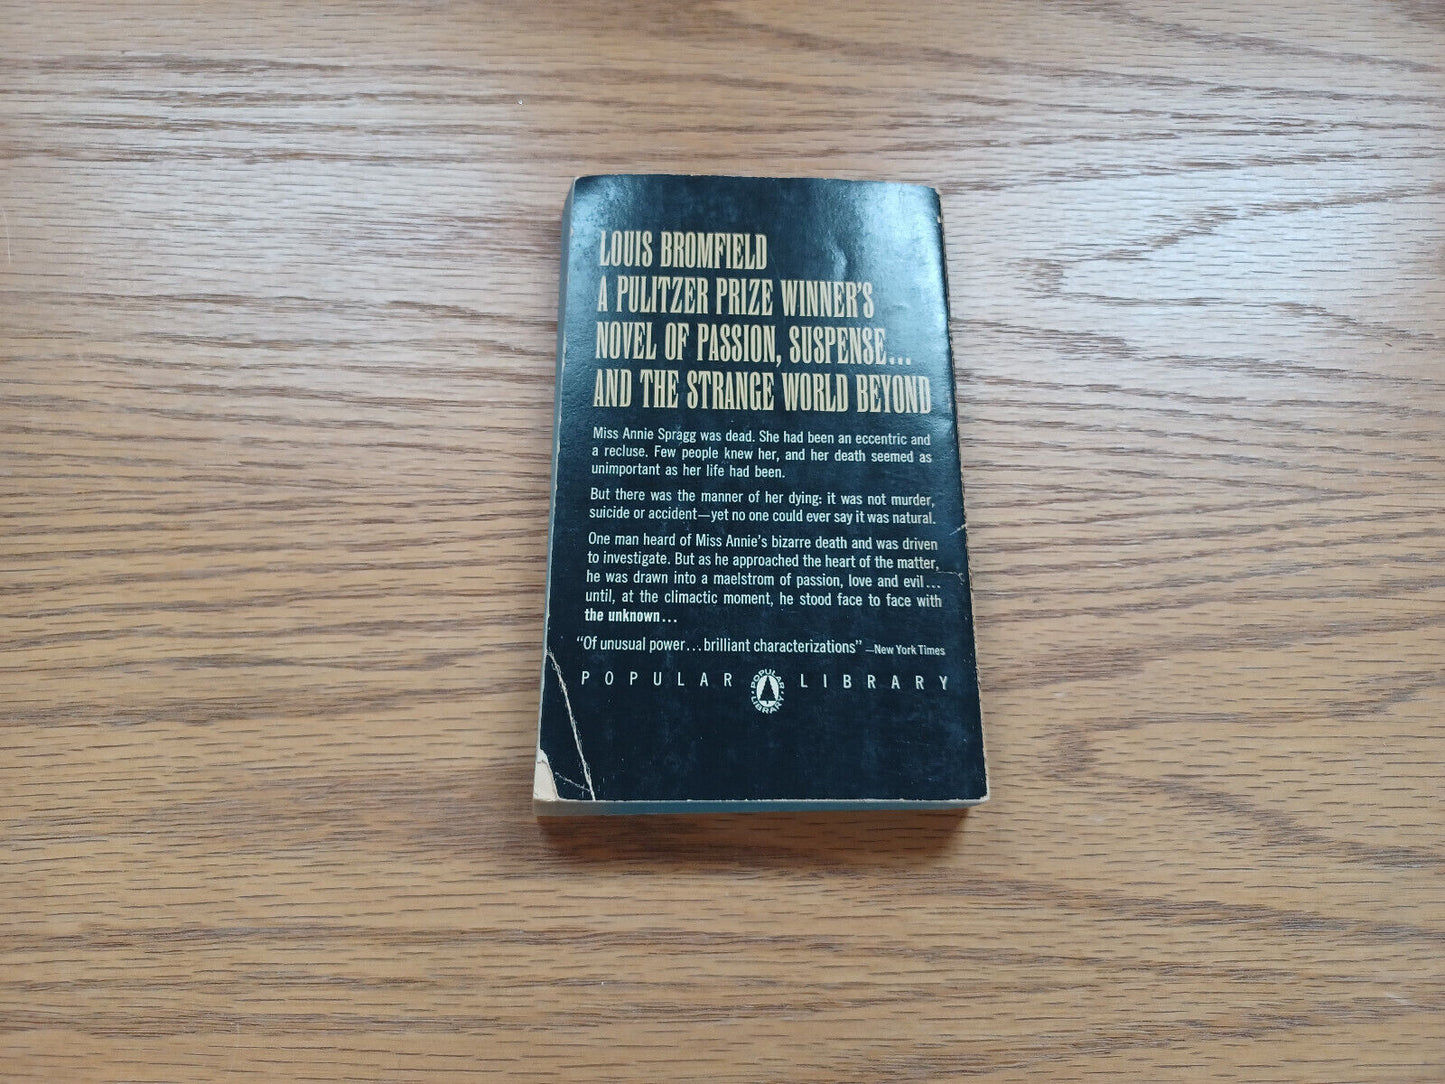 LOUIS BROMFIELD
A PULITZER PRIZE WINNER'S
NOVEL OF PASSION, SUSPENSE...
AND THE STRANGE WORLD BEYOND
Miss Annie Spragg was dead. She had been an eccentric and
a recluse. Few people knew her, and her death seemed as
unimportant as her life had been.
But there was the manner of her dying: it was not murder,
suicide or accident—yet no one could ever say it was natural.
One man heard of Miss Annie's bizarre death and was driven
to investigate. But as he approached the heart of the matter,
he was drawn into a maelstrom of passion, love and evil...
until, at the climactic moment, he stood face to face with
the unknown...
"Of unusual power...brilliant characterizations" —New York Times
POPULAR LIBRARY
POPULAR LIBRARY